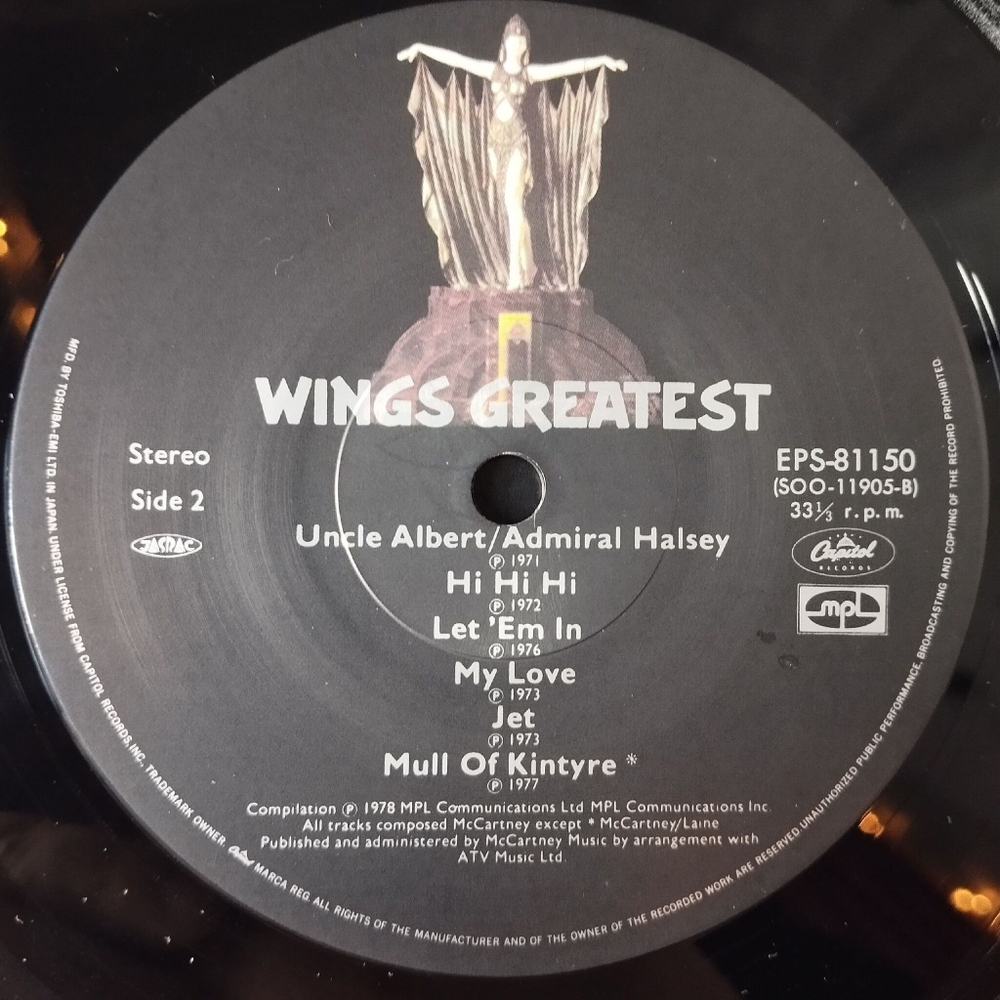 WINGS GREATEST
Stereo
Side 2
JASRAC
EPS-81150
(SOO-11905-B)
33⅓ r.p.m.
Capitol
RECORDS
mpl
Uncle Albert/Admiral Halsey
℗ 1971
Hi Hi Hi
℗ 1972
Let 'Em In
℗ 1976
My Love
℗ 1973
Jet
℗ 1973
Mull Of Kintyre *
℗ 1977
Compilation ℗ 1978 MPL Communications Ltd MPL Communications Inc.
All tracks composed McCartney except * McCartney/Laine
Published and administered by McCartney Music by arrangement with
ATV Music Ltd.
MFD. BY TOSHIBA-EMI LTD. IN JAPAN. UNDER LICENSE FROM CAPITOL RECORDS, INC., TRADEMARK OWNER Capitol MARCA REG. ALL RIGHTS OF THE MANUFACTURER AND OF THE OWNER OF THE RECORDED WORK ARE RESERVED. UNAUTHORIZED PUBLIC PERFORMANCE, BROADCASTING AND COPYING OF THE RECORD PROHIBITED.